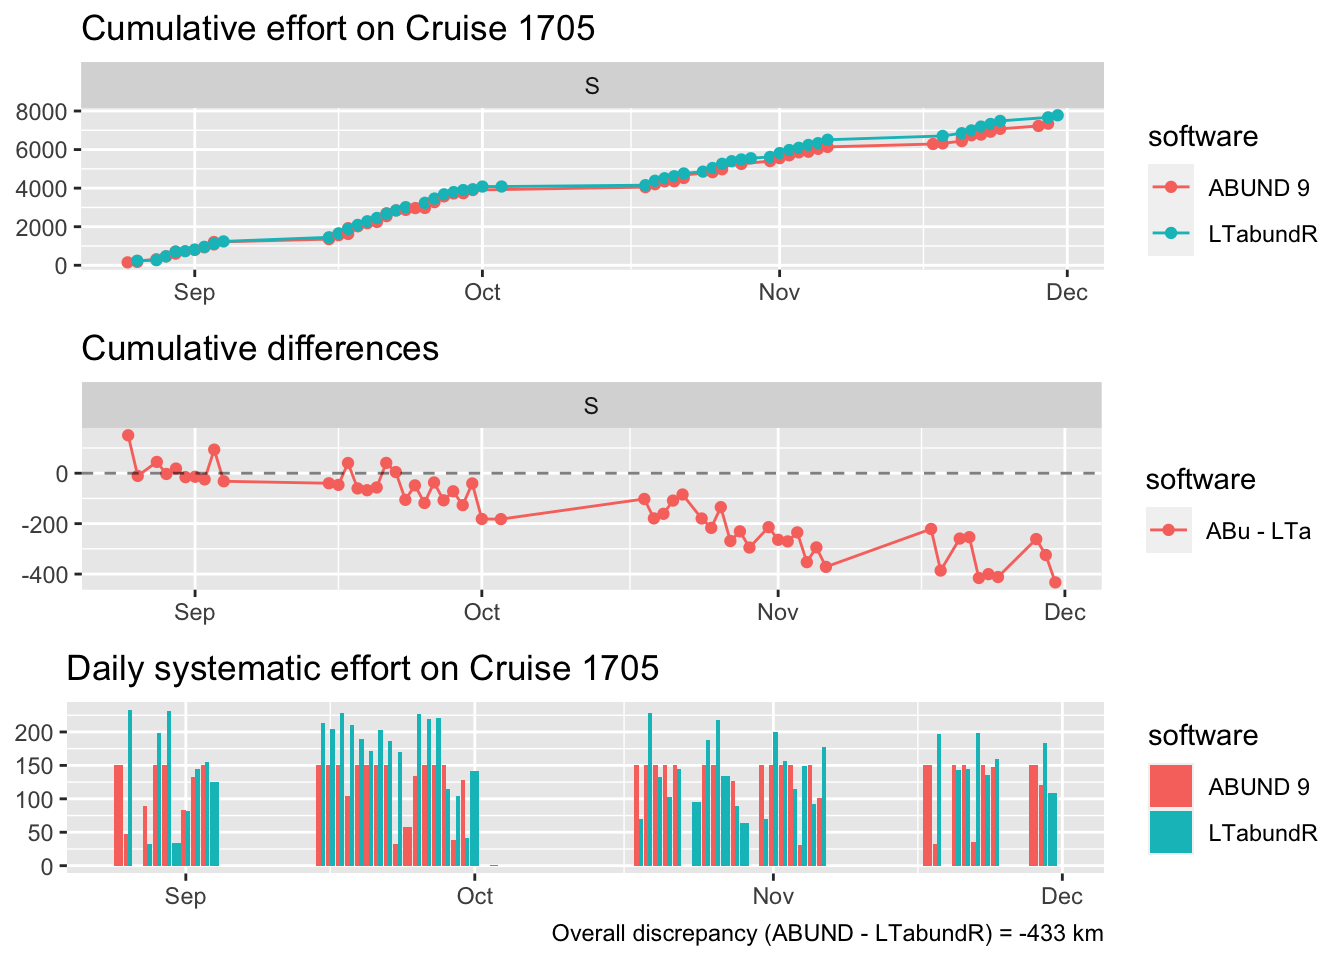 Cumulative effort on Cruise 1705
S
8000
6000
4000
2000
0
Sep Oct Nov Dec
software
ABUND 9
LTabundR
Cumulative differences
S
0
-200
-400
Sep Oct Nov Dec
software
ABu - LTa
Daily systematic effort on Cruise 1705
200
150
100
50
0
Sep Oct Nov Dec
software
ABUND 9
LTabundR
Overall discrepancy (ABUND - LTabundR) = -433 km